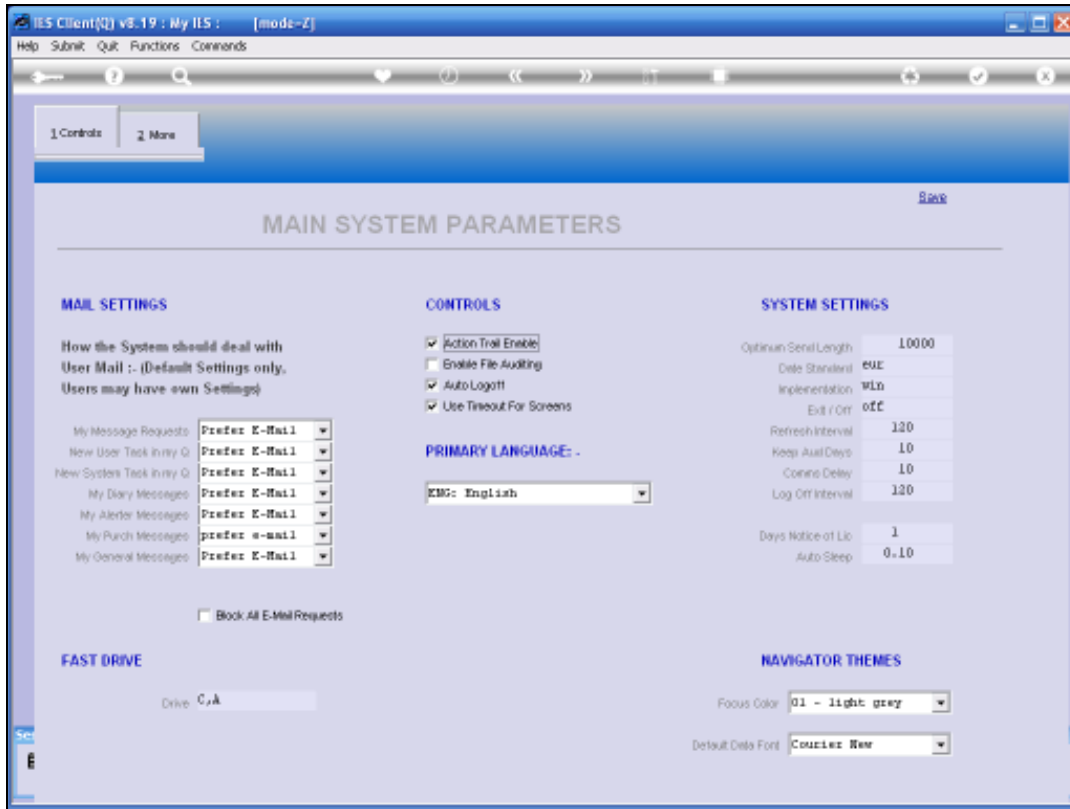 IES Client(Q) v8.19 : My IES : [mode=Z]
Help Submit Quit Functions Commands
1 Controls 2 More
Save
MAIN SYSTEM PARAMETERS
MAIL SETTINGS
How the System should deal with
User Mail :- (Default Settings only,
Users may have own Settings)
My Message Requests Prefer E-Mail
New User Task in my Q Prefer E-Mail
New System Task in my Q Prefer E-Mail
My Diary Messages Prefer E-Mail
My Alerter Messages Prefer E-Mail
My Purch Messages prefer e-mail
My General Messages Prefer E-Mail
Block All E-Mail Requests
FAST DRIVE
Drive C,A
CONTROLS
Action Trail Enable
Enable File Auditing
Auto Logoff
Use Timeout For Screens
PRIMARY LANGUAGE: -
ENG: English
SYSTEM SETTINGS
Optimum Send Length 10000
Date Standard eur
Implementation win
Exit / Off off
Refresh Interval 120
Keep Aud Days 10
Comms Delay 10
Log Off Interval 120
Days Notice of Lic 1
Auto Sleep 0.10
NAVIGATOR THEMES
Focus Color 01 - light grey
Default Data Font Courier New